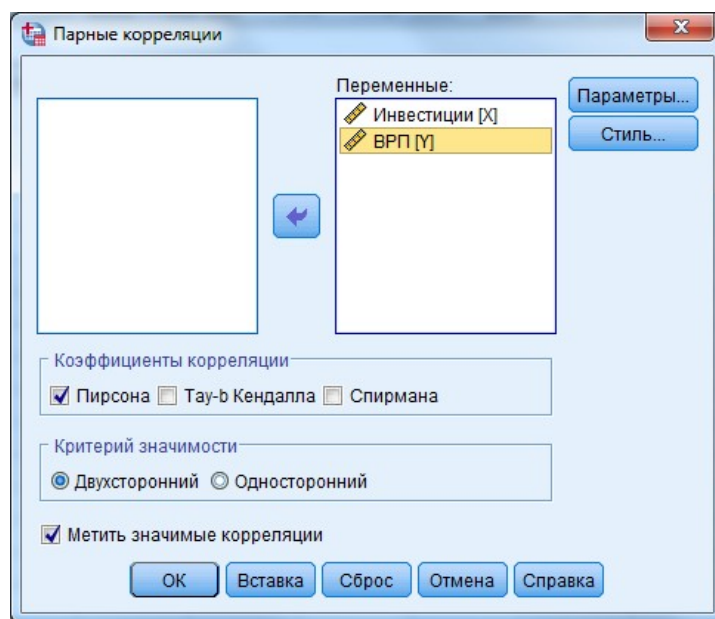 Парные корреляции
Переменные:
Инвестиции [X]
ВРП [Y]
Параметры...
Стиль...
Коэффициенты корреляции
Пирсона Тау-b Кендалла Спирмана
Критерий значимости
Двухсторонний Односторонний
Метить значимые корреляции
ОК Вставка Сброс Отмена Справка